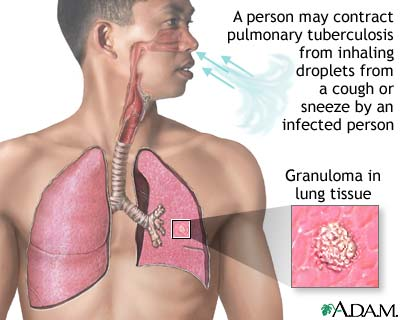 A person may contract
pulmonary tuberculosis
from inhaling
droplets from
a cough or
sneeze by an
infected person
Granuloma in
lung tissue
A.D.A.M.